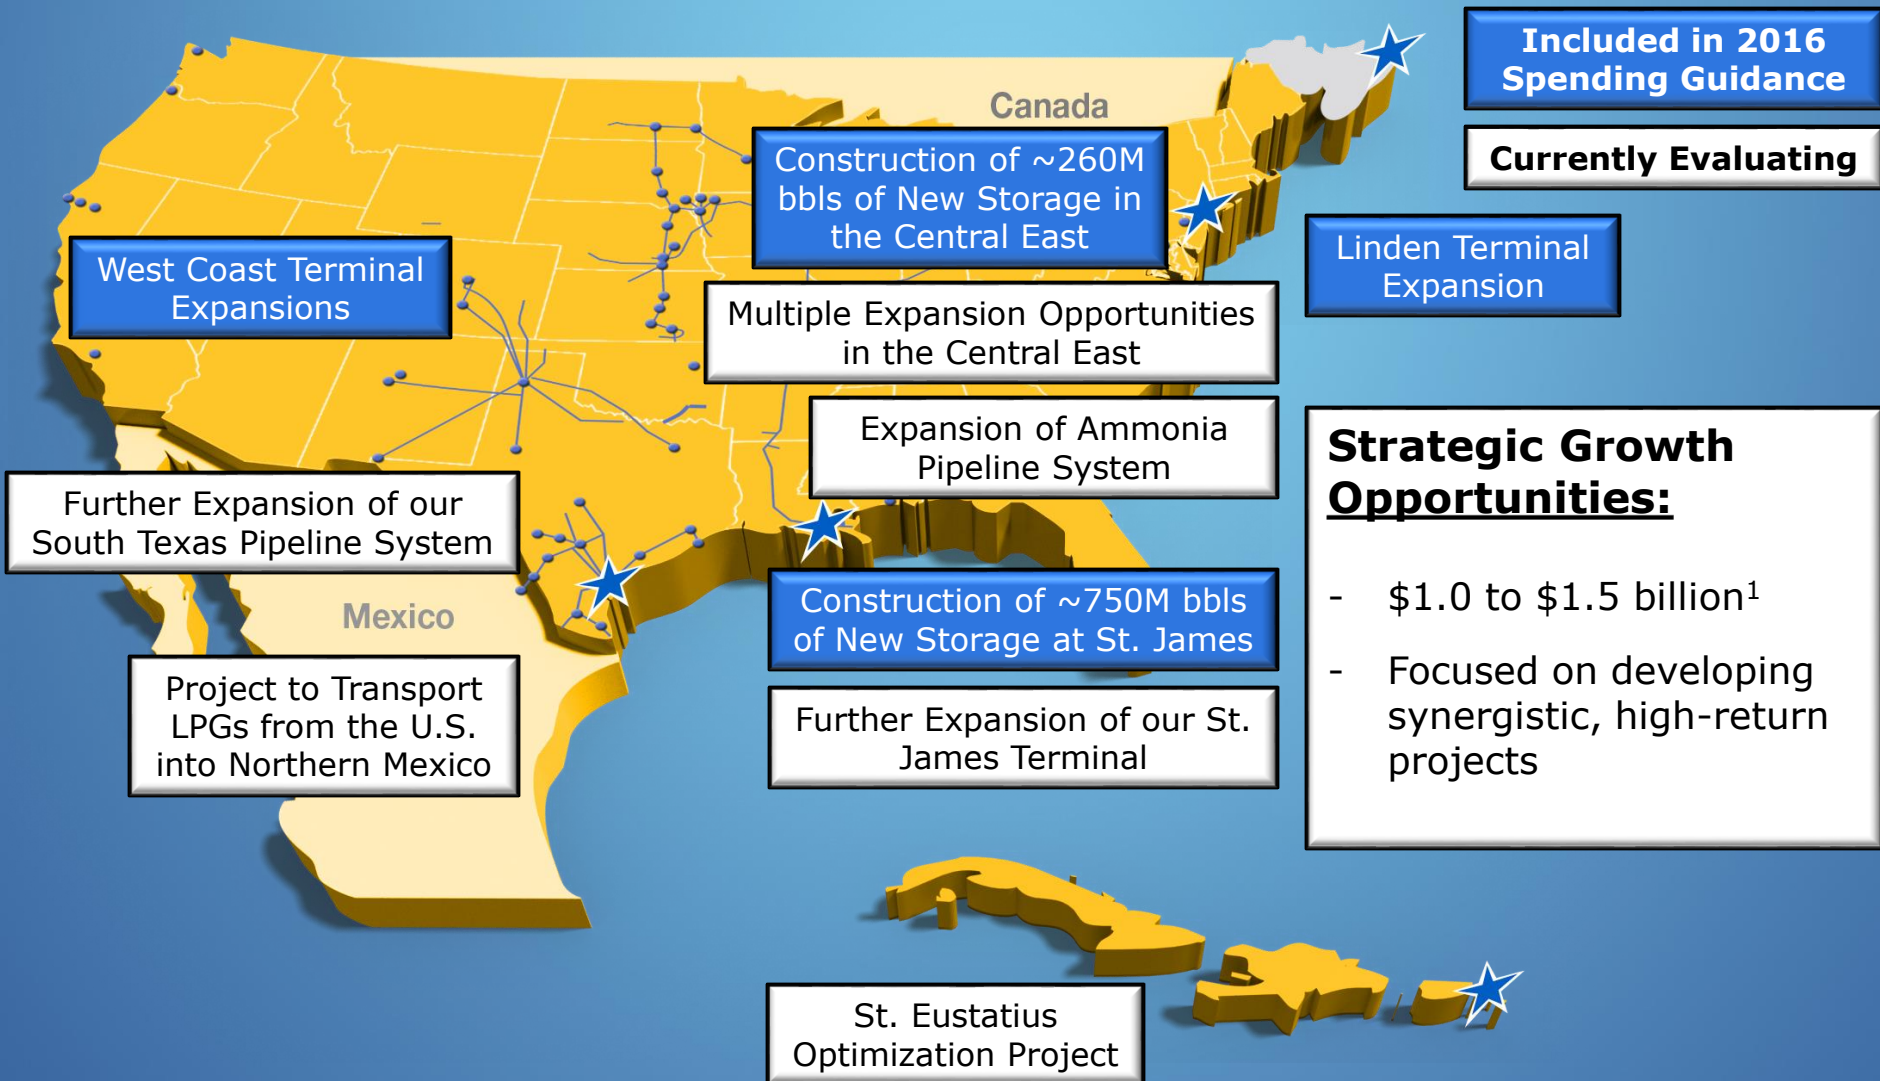 Included in 2016
Spending Guidance
Currently Evaluating
Canada
Construction of ~260M
bbls of New Storage in
the Central East
Linden Terminal
Expansion
West Coast Terminal
Expansions
Multiple Expansion Opportunities
in the Central East
Expansion of Ammonia
Pipeline System
Further Expansion of our
South Texas Pipeline System
Mexico
Construction of ~750M bbls
of New Storage at St. James
Project to Transport
LPGs from the U.S.
into Northern Mexico
Further Expansion of our St.
James Terminal
Strategic Growth
Opportunities:
- $1.0 to $1.5 billion¹
- Focused on developing
synergistic, high-return
projects
St. Eustatius
Optimization Project